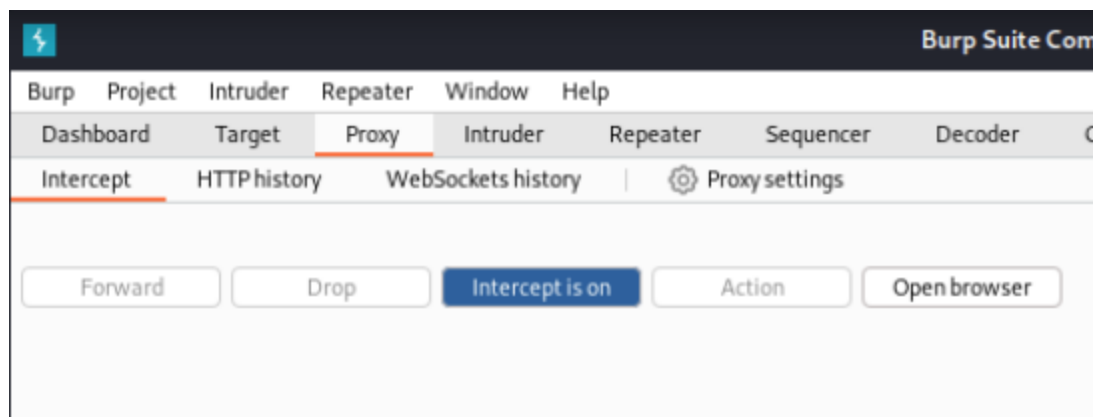 Burp Suite Com
Burp Project Intruder Repeater Window Help
Dashboard Target Proxy Intruder Repeater Sequencer Decoder
Intercept HTTP history WebSockets history Proxy settings
Forward Drop Intercept is on Action Open browser